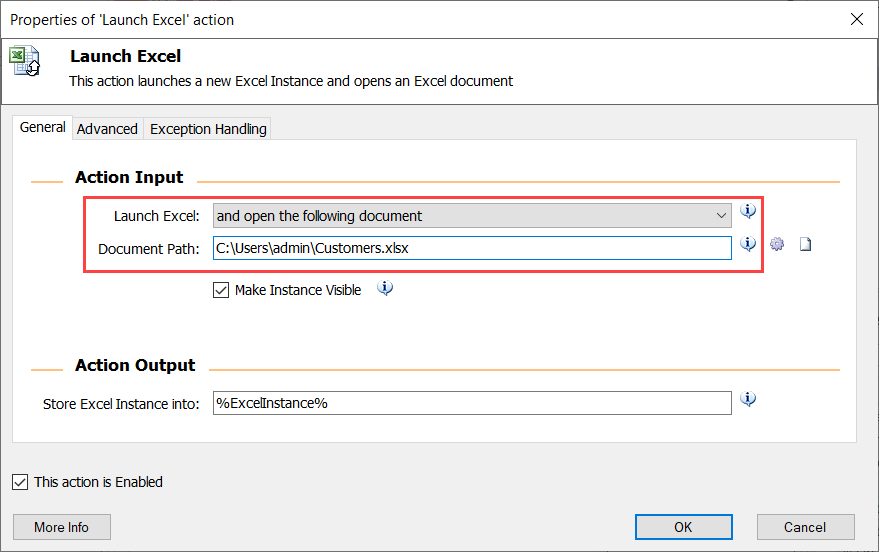 Properties of 'Launch Excel' action
Launch Excel
This action launches a new Excel Instance and opens an Excel document
General Advanced Exception Handling
Action Input
Launch Excel: and open the following document
Document Path: C:\Users\admin\Customers.xlsx
Make Instance Visible
Action Output
Store Excel Instance into: %ExcelInstance%
This action is Enabled
More Info OK Cancel